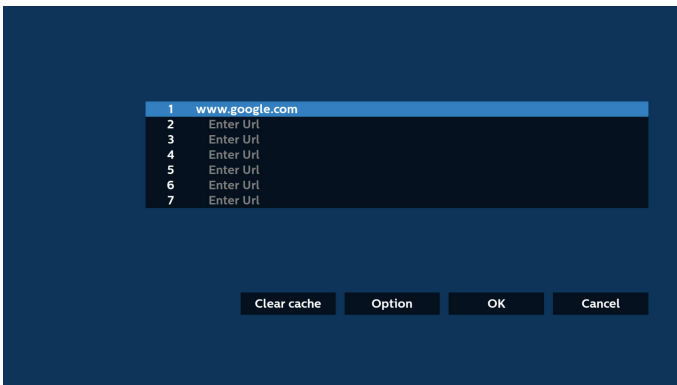 1 www.google.com
2 Enter Url
3 Enter Url
4 Enter Url
5 Enter Url
6 Enter Url
7 Enter Url
Clear cache Option OK Cancel